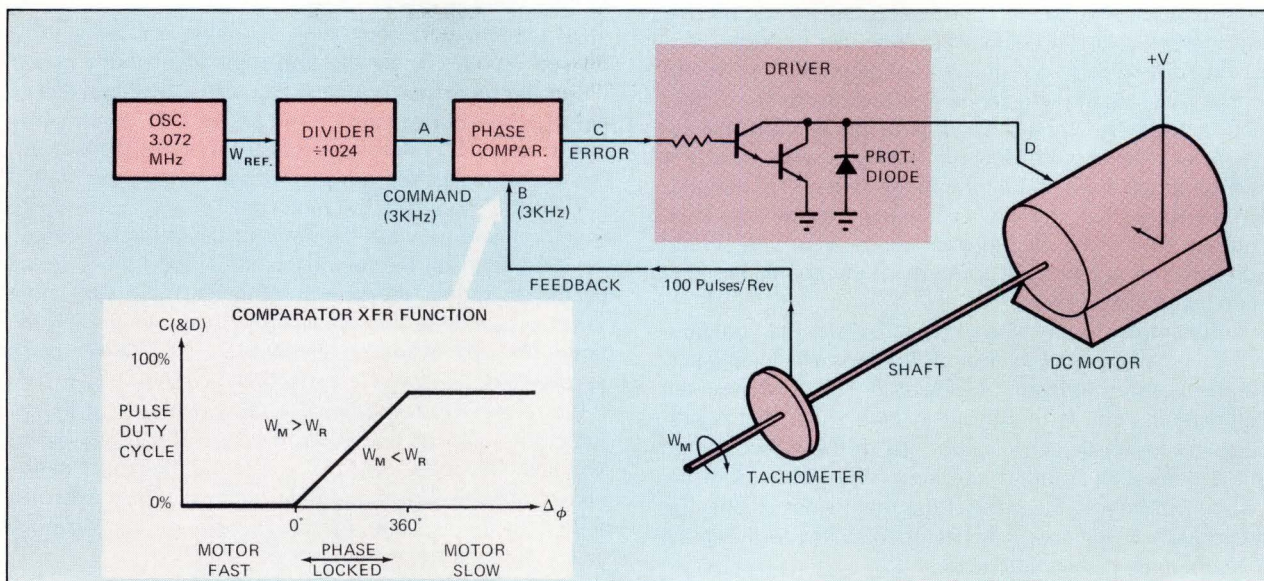 DRIVER
+V
OSC.
3.072
MHz
W REF.
DIVIDER
÷1024
A
COMMAND
(3KHz)
PHASE
COMPAR.
B
(3KHz)
C
ERROR
PROT.
DIODE
D
FEEDBACK
100 Pulses/Rev
DC MOTOR
SHAFT
TACHOMETER
W M
COMPARATOR XFR FUNCTION
C(&D)
100%
PULSE
DUTY
CYCLE
0%
W M > W R
W M < W R
0°
360°
Δ φ
MOTOR
FAST
PHASE
LOCKED
MOTOR
SLOW